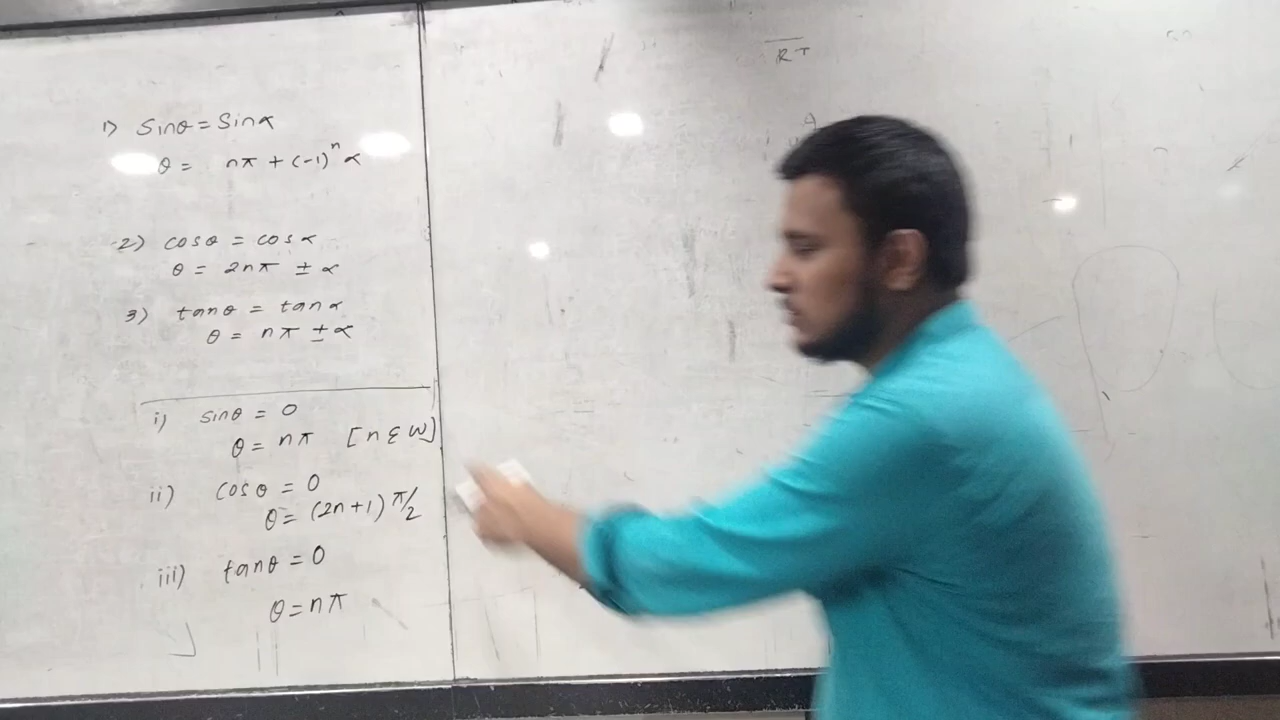 1) Sinθ = Sinα
θ = nπ + (-1)ⁿ α
2) cosθ = cosα
θ = 2nπ ± α
3) tanθ = tanα
θ = nπ ± α
i) sinθ = 0
θ = nπ [n ε W]
ii) cosθ = 0
θ = (2n+1) π/2
iii) tanθ = 0
θ = nπ
RT